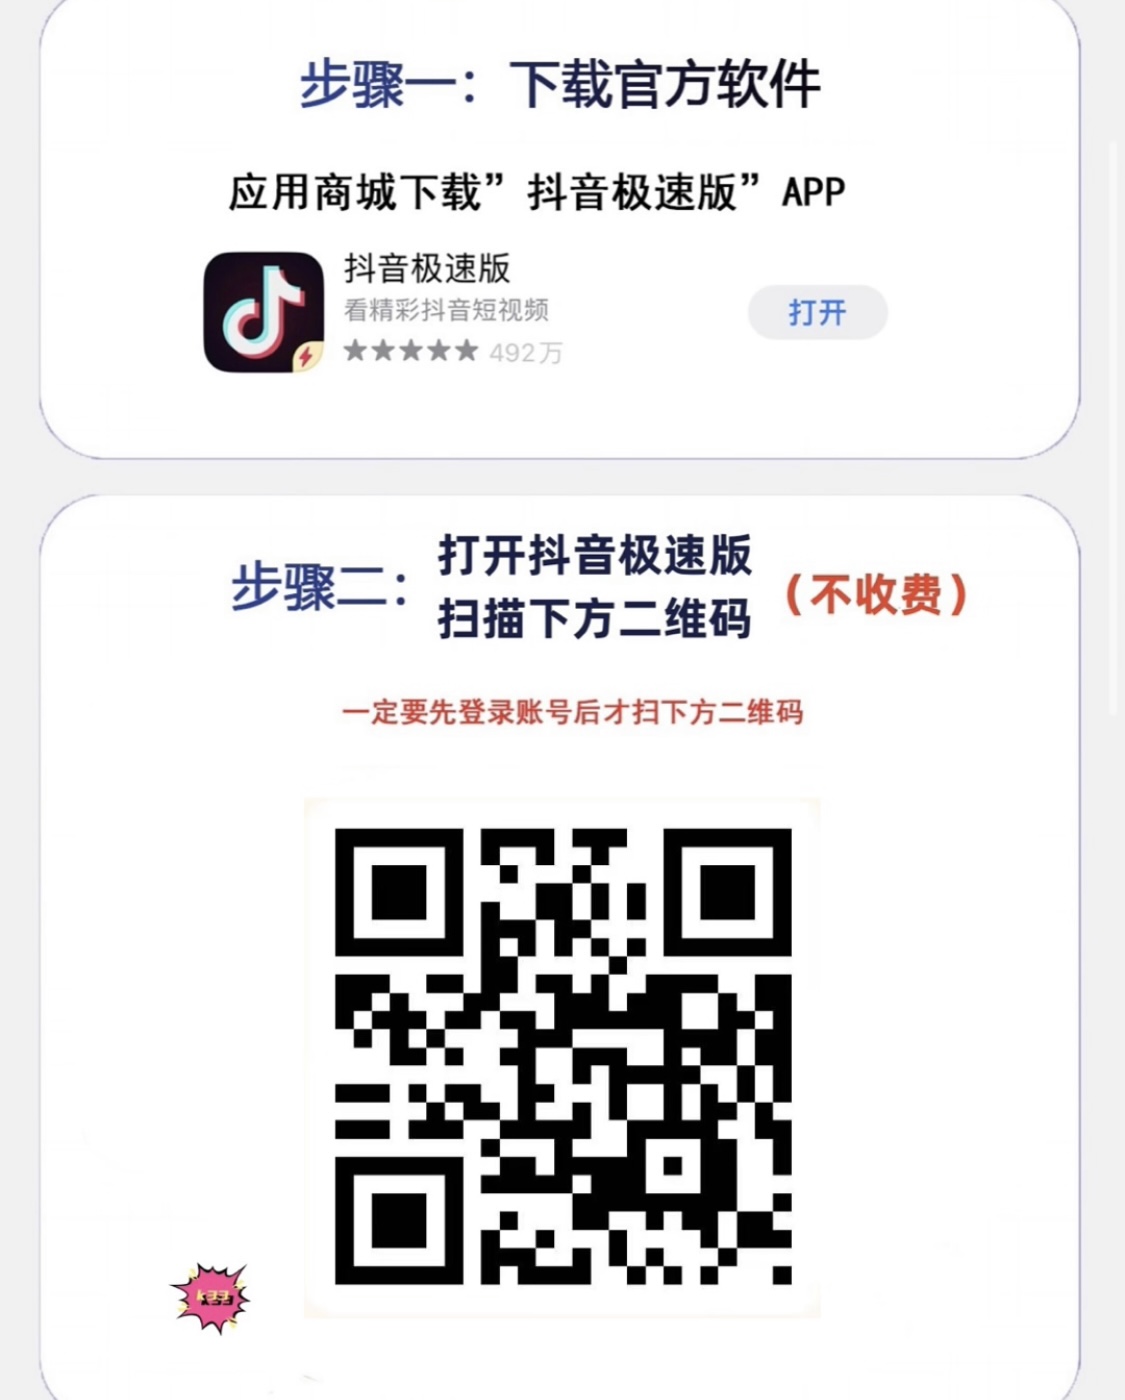 步骤一：下载官方软件
应用商城下载”抖音极速版”APP
抖音极速版
看精彩抖音短视频
492万
打开
步骤二：
打开抖音极速版
扫描下方二维码
（不收费）
一定要先登录账号后才扫下方二维码
k33